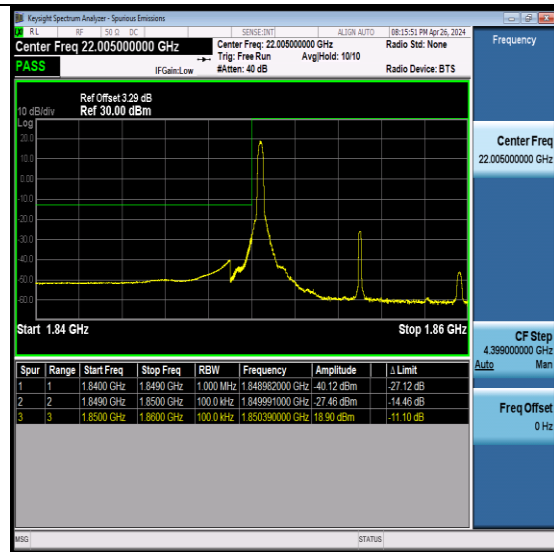 Keysight Spectrum Analyzer - Spurious Emissions
RL RF 50 Ω DC SENSE:INT ALIGN AUTO 08:15:51 PM Apr 26, 2024
Center Freq 22.005000000 GHz
Center Freq: 22.005000000 GHz
Radio Std: None
Trig: Free Run Avg|Hold: 10/10
PASS IFGain:Low #Atten: 40 dB Radio Device: BTS
Ref Offset 3.29 dB
10 dB/div Ref 30.00 dBm
Log
20.0
10.0
0.00
-10.0
-20.0
-30.0
-40.0
-50.0
-60.0
Start 1.84 GHz Stop 1.86 GHz
Spur Range Start Freq Stop Freq RBW Frequency Amplitude Δ Limit
1 1 1.8400 GHz 1.8490 GHz 1.000 MHz 1.848982000 GHz -40.12 dBm -27.12 dB
2 2 1.8490 GHz 1.8500 GHz 100.0 kHz 1.849991000 GHz -27.46 dBm -14.46 dB
3 3 1.8500 GHz 1.8600 GHz 100.0 kHz 1.850390000 GHz 18.90 dBm -11.10 dB
MSG STATUS
Frequency
Center Freq
22.005000000 GHz
CF Step
4.399000000 GHz
Auto Man
Freq Offset
0 Hz